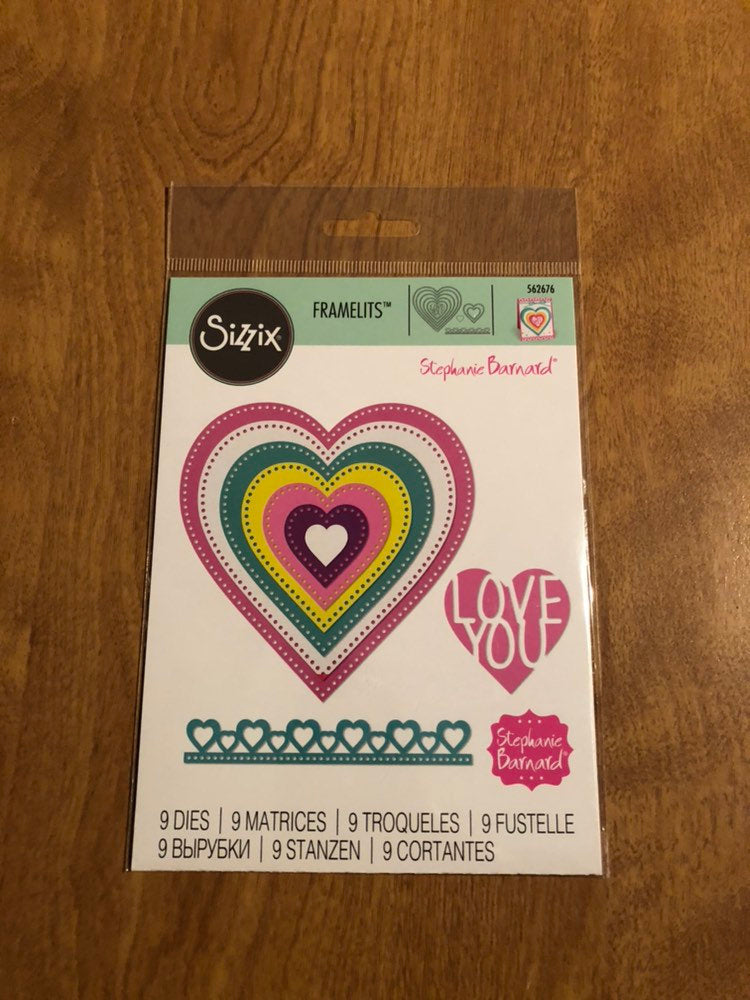 562676
FRAMELITS™
Sizzix
Stephanie Barnard®
LOVE
YOU
Stephanie
Barnard®
9 DIES | 9 MATRICES | 9 TROQUELES | 9 FUSTELLE
9 ВЫРУБКИ | 9 STANZEN | 9 CORTANTES